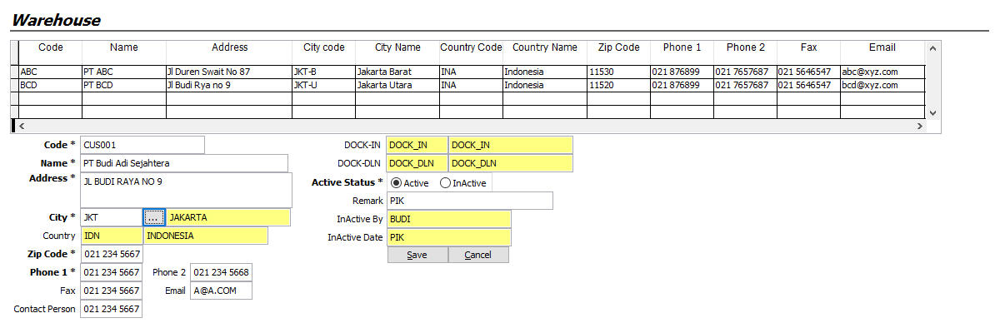 Warehouse
Code Name Address City code City Name Country Code Country Name Zip Code Phone 1 Phone 2 Fax Email
ABC PT ABC Jl Duren Swait No 87 JKT-B Jakarta Barat INA Indonesia 11530 021 876899 021 7657687 021 5646547 abc@xyz.com
BCD PT BCD Jl Budi Rya no 9 JKT-U Jakarta Utara INA Indonesia 11520 021 876899 021 7657687 021 5646547 bcd@xyz.com
Code * CUS001 DOCK-IN DOCK_IN DOCK_IN
Name * PT Budi Adi Sejahtera DOCK-DLN DOCK_DLN DOCK_DLN
Address * JL BUDI RAYA NO 9 Active Status * Active InActive
Remark PIK
City * JKT ... JAKARTA InActive By BUDI
Country IDN INDONESIA InActive Date PIK
Zip Code * 021 234 5667 Save Cancel
Phone 1 * 021 234 5667 Phone 2 021 234 5668
Fax 021 234 5667 Email A@A.COM
Contact Person 021 234 5667